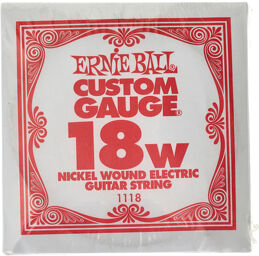 ERNIE BALL
CUSTOM
GAUGE®
18W
NICKEL WOUND ELECTRIC
GUITAR STRING
1118